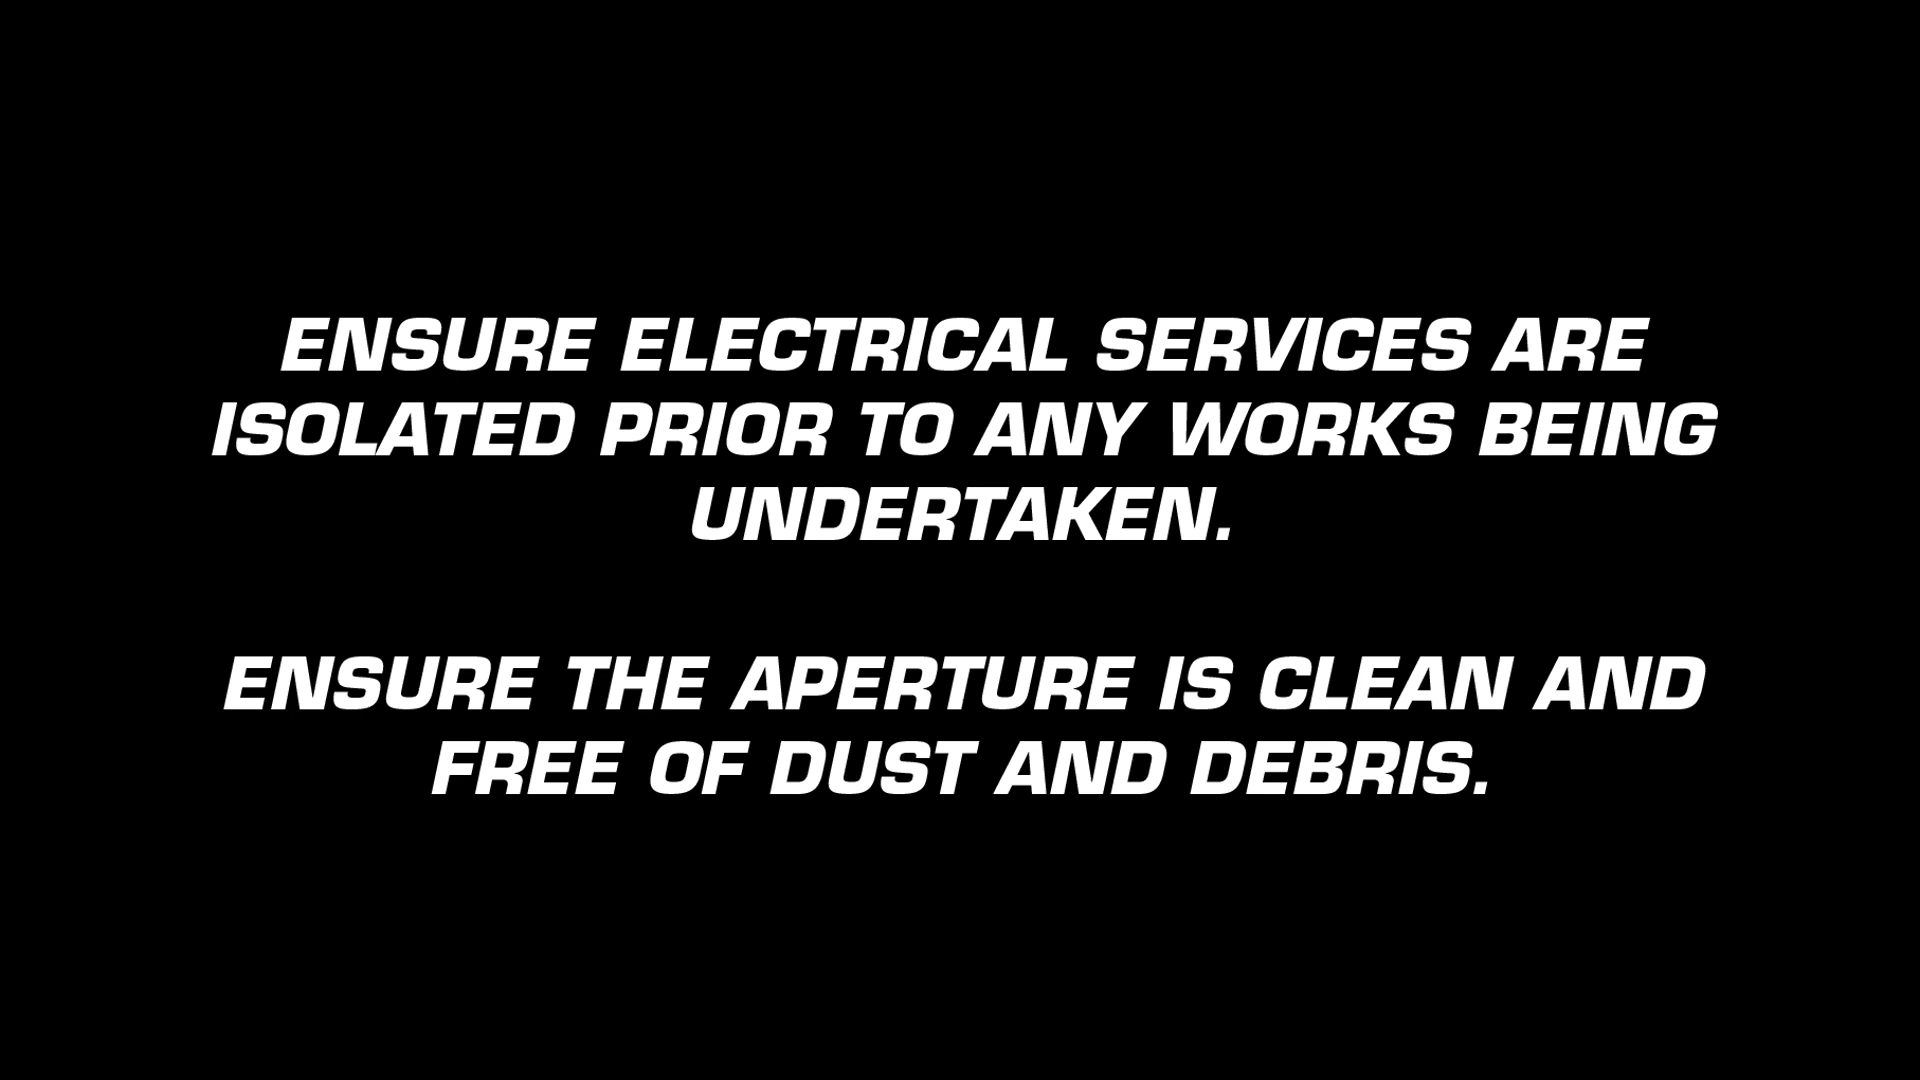 ENSURE ELECTRICAL SERVICES ARE
ISOLATED PRIOR TO ANY WORKS BEING
UNDERTAKEN.
ENSURE THE APERTURE IS CLEAN AND
FREE OF DUST AND DEBRIS.